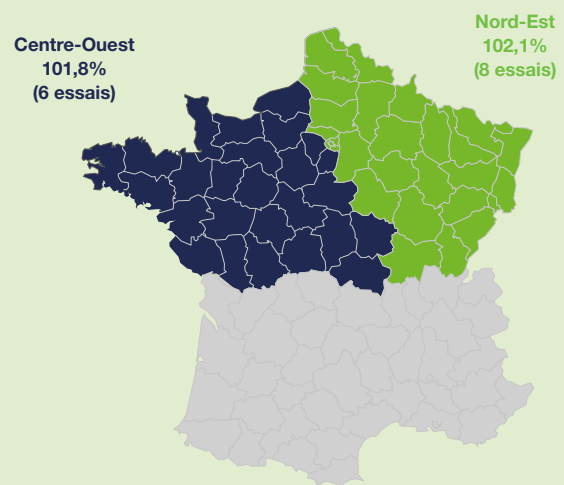 Centre-Ouest
101,8%
(6 essais)
Nord-Est
102,1%
(8 essais)